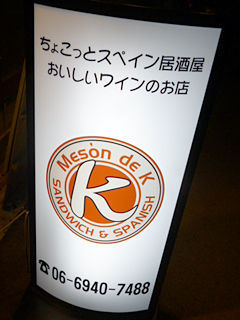 ちょこっとスペイン居酒屋
おいしいワインのお店
Mesòn de K
K
SANDWICH & SPANISH
☎06-6940-7488